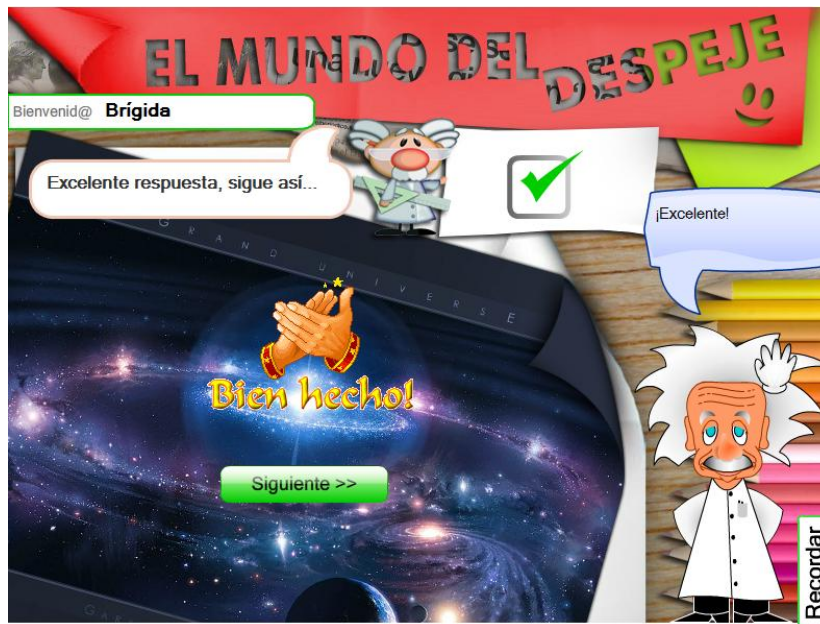 EL MUNDO DEL DESPEJE
Bienvenid@ Brígida
Excelente respuesta, sigue así...
¡Excelente!
GRAND UNIVERSE
Bien hecho!
Siguiente >>
Recordar